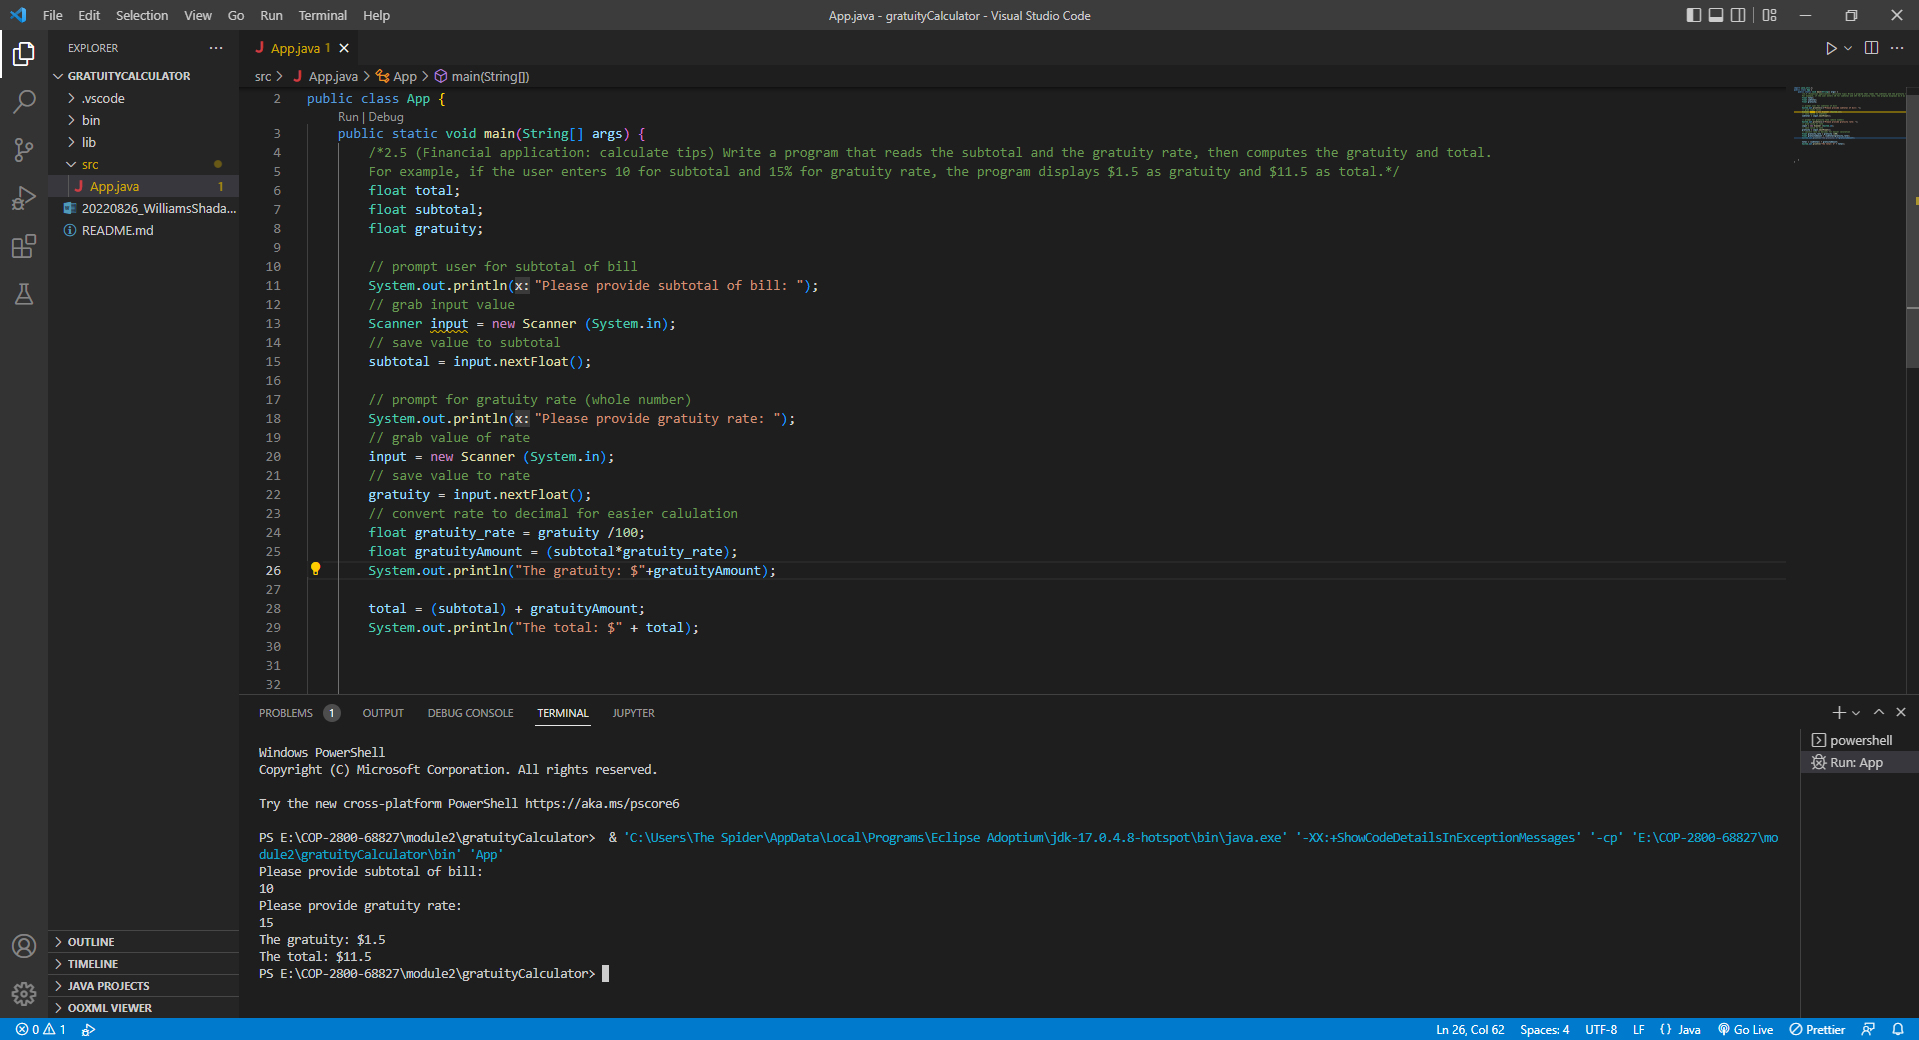 File Edit Selection View Go Run Terminal Help
App.java - gratuityCalculator - Visual Studio Code
EXPLORER
GRATUITYCALCULATOR
.vscode
bin
lib
src
App.java 1
20220826_WilliamsShada...
README.md
OUTLINE
TIMELINE
JAVA PROJECTS
OOXML VIEWER
App.java 1
src > App.java > App > main(String[])
2 public class App {
Run | Debug
3 public static void main(String[] args) {
4 /*2.5 (Financial application: calculate tips) Write a program that reads the subtotal and the gratuity rate, then computes the gratuity and total.
5 For example, if the user enters 10 for subtotal and 15% for gratuity rate, the program displays $1.5 as gratuity and $11.5 as total.*/
6 float total;
7 float subtotal;
8 float gratuity;
9
10 // prompt user for subtotal of bill
11 System.out.println(x: "Please provide subtotal of bill: ");
12 // grab input value
13 Scanner input = new Scanner (System.in);
14 // save value to subtotal
15 subtotal = input.nextFloat();
16
17 // prompt for gratuity rate (whole number)
18 System.out.println(x: "Please provide gratuity rate: ");
19 // grab value of rate
20 input = new Scanner (System.in);
21 // save value to rate
22 gratuity = input.nextFloat();
23 // convert rate to decimal for easier calulation
24 float gratuity_rate = gratuity /100;
25 float gratuityAmount = (subtotal*gratuity_rate);
26 System.out.println("The gratuity: $"+gratuityAmount);
27
28 total = (subtotal) + gratuityAmount;
29 System.out.println("The total: $" + total);
30
31
32
PROBLEMS 1 OUTPUT DEBUG CONSOLE TERMINAL JUPYTER
Windows PowerShell
Copyright (C) Microsoft Corporation. All rights reserved.
Try the new cross-platform PowerShell https://aka.ms/pscore6
PS E:\COP-2800-68827\module2\gratuityCalculator> & 'C:\Users\The Spider\AppData\Local\Programs\Eclipse Adoptium\jdk-17.0.4.8-hotspot\bin\java.exe' '-XX:+ShowCodeDetailsInExceptionMessages' '-cp' 'E:\COP-2800-68827\mo
dule2\gratuityCalculator\bin' 'App'
Please provide subtotal of bill:
10
Please provide gratuity rate:
15
The gratuity: $1.5
The total: $11.5
PS E:\COP-2800-68827\module2\gratuityCalculator>
powershell
Run: App
0 1
Ln 26, Col 62 Spaces: 4 UTF-8 LF {} Java Go Live Prettier